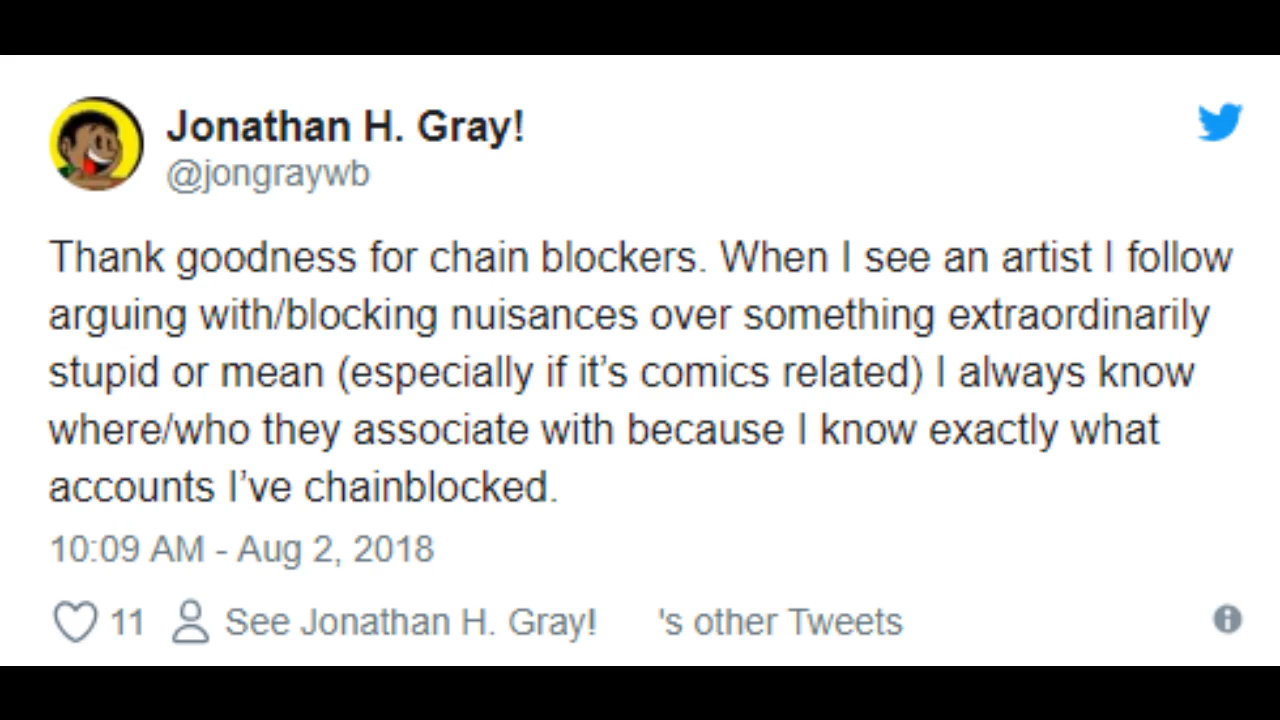 Jonathan H. Gray!
@jongraywb
Thank goodness for chain blockers. When I see an artist I follow
arguing with/blocking nuisances over something extraordinarily
stupid or mean (especially if it’s comics related) I always know
where/who they associate with because I know exactly what
accounts I’ve chainblocked.
10:09 AM - Aug 2, 2018
11 See Jonathan H. Gray! 's other Tweets